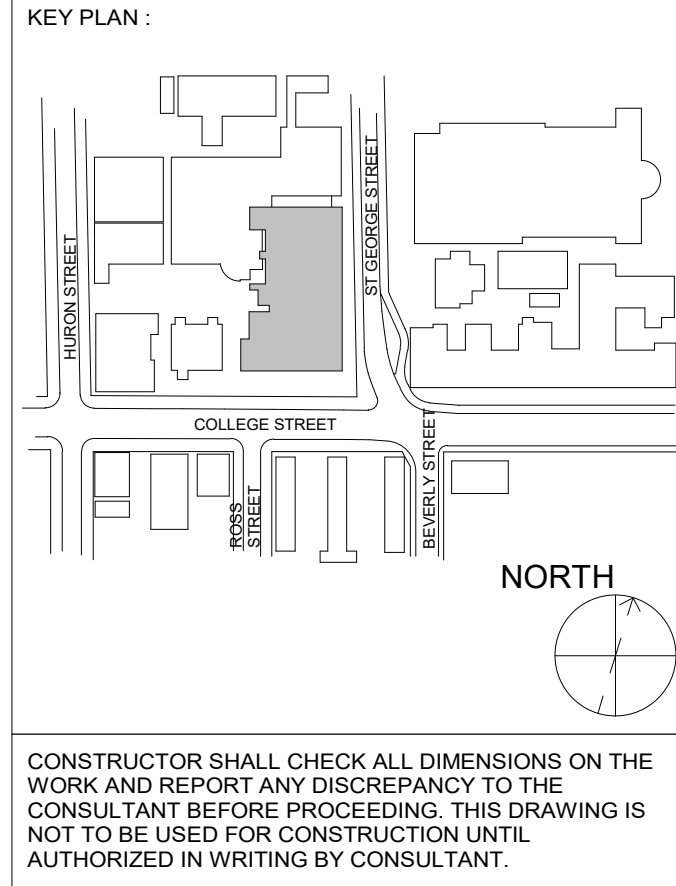 KEY PLAN :
HURON STREET
ST GEORGE STREET
COLLEGE STREET
ROSS
STREET
BEVERLY STREET
NORTH
CONSTRUCTOR SHALL CHECK ALL DIMENSIONS ON THE
WORK AND REPORT ANY DISCREPANCY TO THE
CONSULTANT BEFORE PROCEEDING. THIS DRAWING IS
NOT TO BE USED FOR CONSTRUCTION UNTIL
AUTHORIZED IN WRITING BY CONSULTANT.